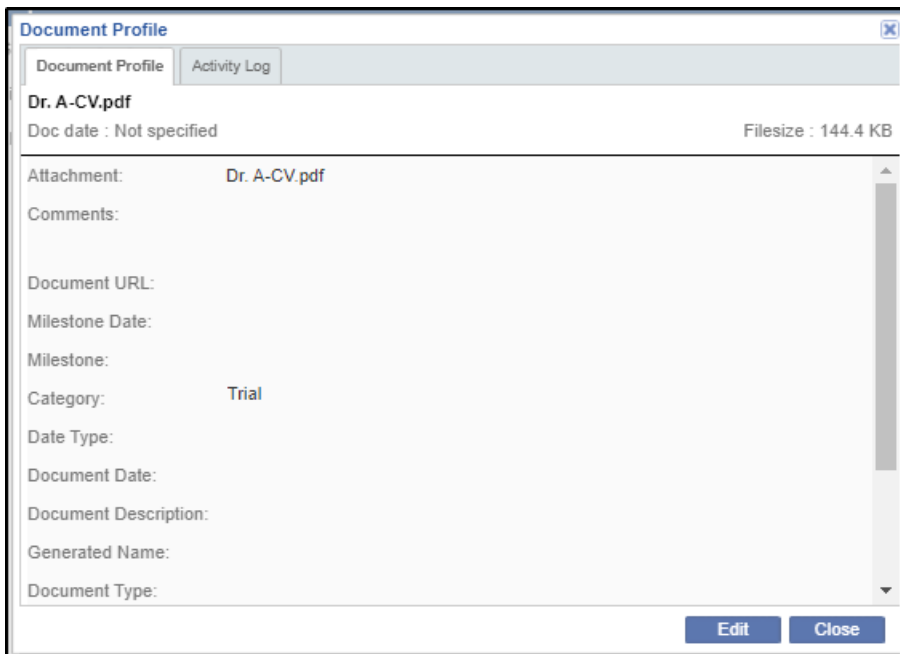 Document Profile
Document Profile Activity Log
Dr. A-CV.pdf
Doc date : Not specified Filesize : 144.4 KB
Attachment: Dr. A-CV.pdf
Comments:
Document URL:
Milestone Date:
Milestone:
Category: Trial
Date Type:
Document Date:
Document Description:
Generated Name:
Document Type:
Edit Close